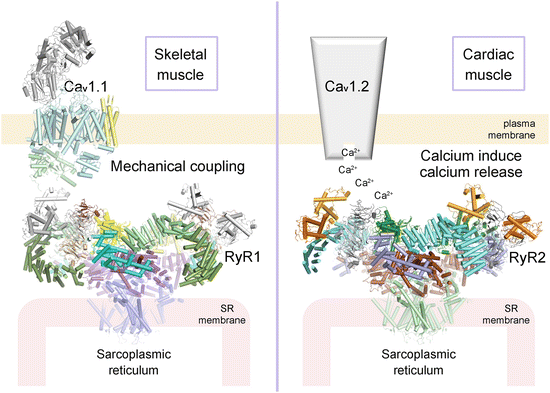 Skeletal
muscle
Cav1.1
Mechanical coupling
RyR1
SR
membrane
Sarcoplasmic
reticulum
Cardiac
muscle
Cav1.2
plasma
membrane
Ca²⁺
Ca²⁺
Ca²⁺
Ca²⁺
Calcium induce
calcium release
RyR2
SR
membrane
Sarcoplasmic
reticulum